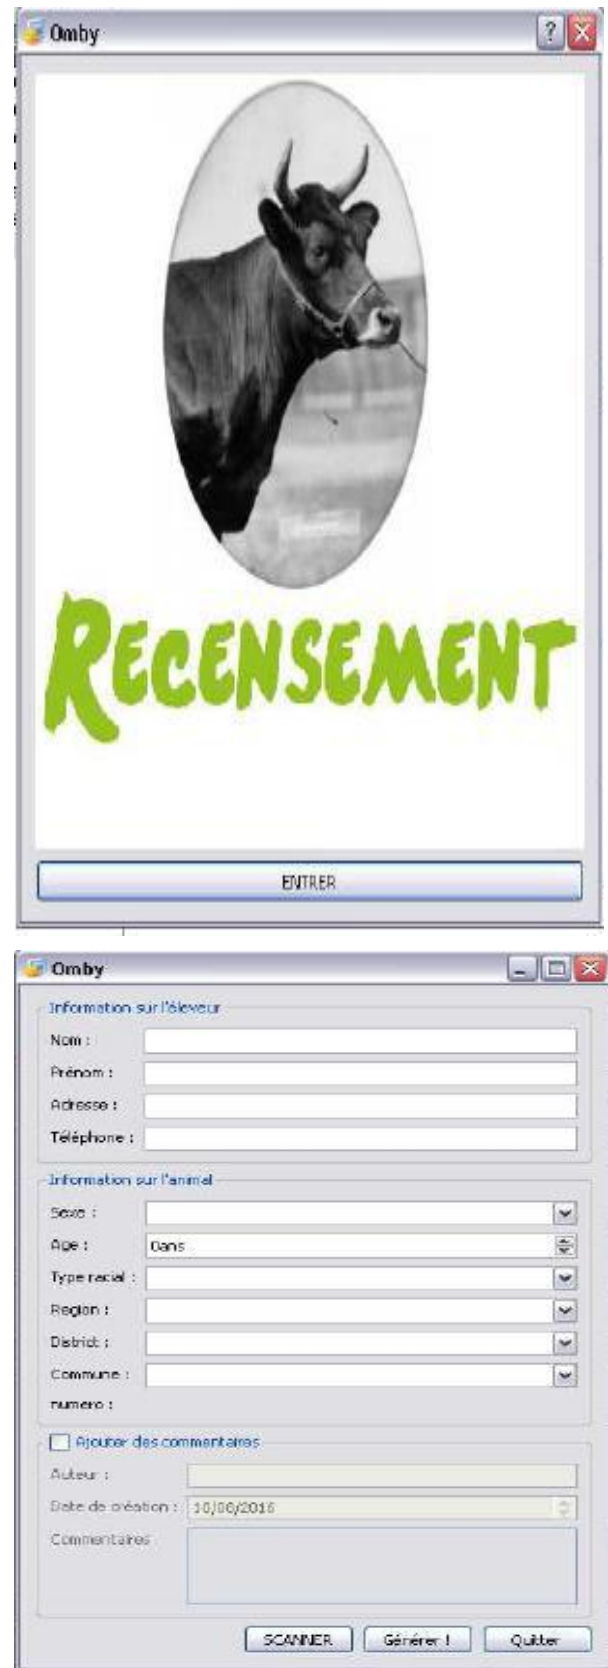 Omby
RECENSEMENT
ENTRER
Omby
Information sur l'éleveur
Nom :
Prénom :
Adresse :
Téléphone :
Information sur l'animal
Sexe :
Age : 0ans
Type racial :
Region :
District :
Commune :
numero :
Ajouter des commentaires
Auteur :
Date de création : 10/06/2016
Commentaires
SCANNER Générer ! Quitter